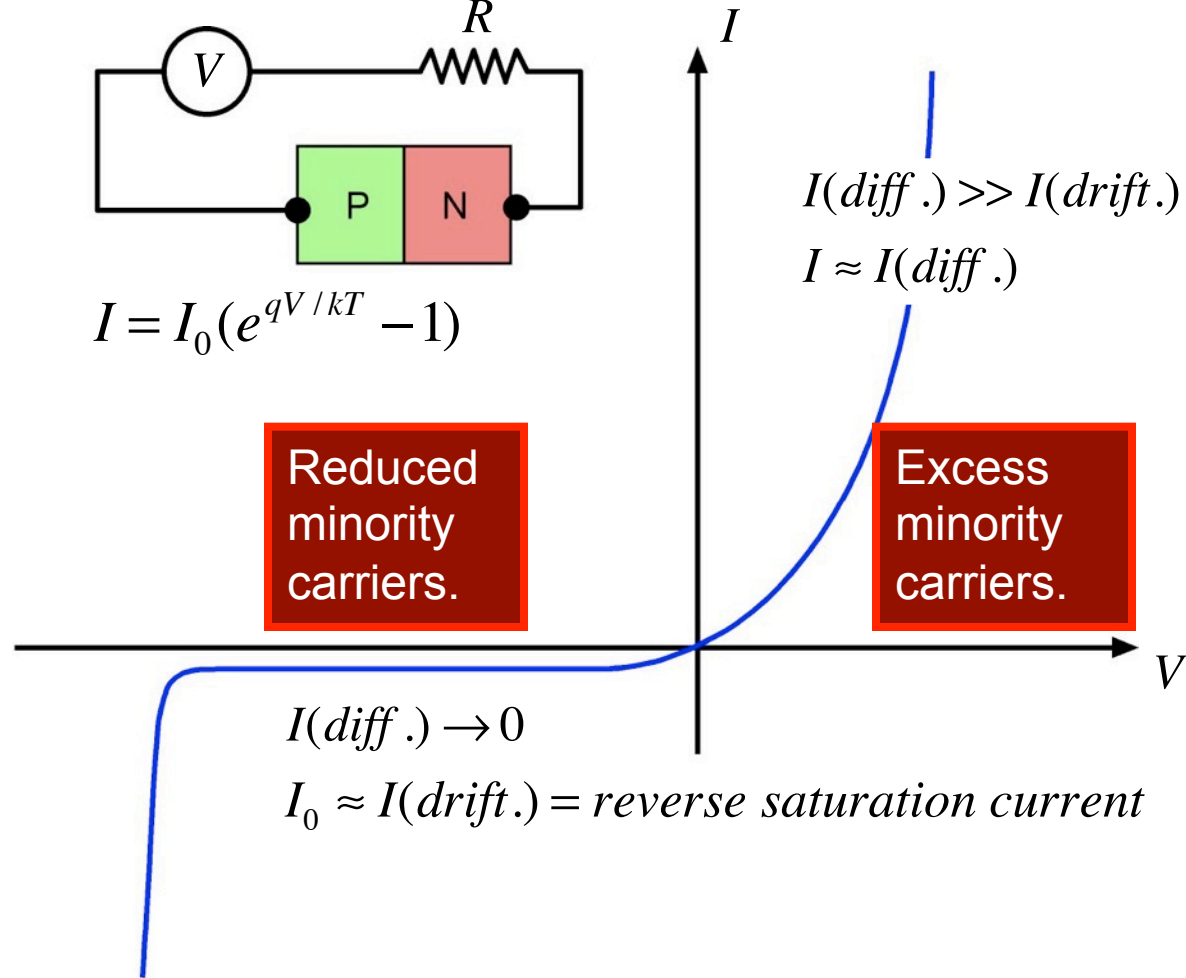 R
I
V
P N
I(diff.) >> I(drift.)
I ≈ I(diff.)
I = I₀(e^{qV/kT} − 1)
Reduced
minority
carriers.
Excess
minority
carriers.
V
I(diff.) → 0
I₀ ≈ I(drift.) = reverse saturation current